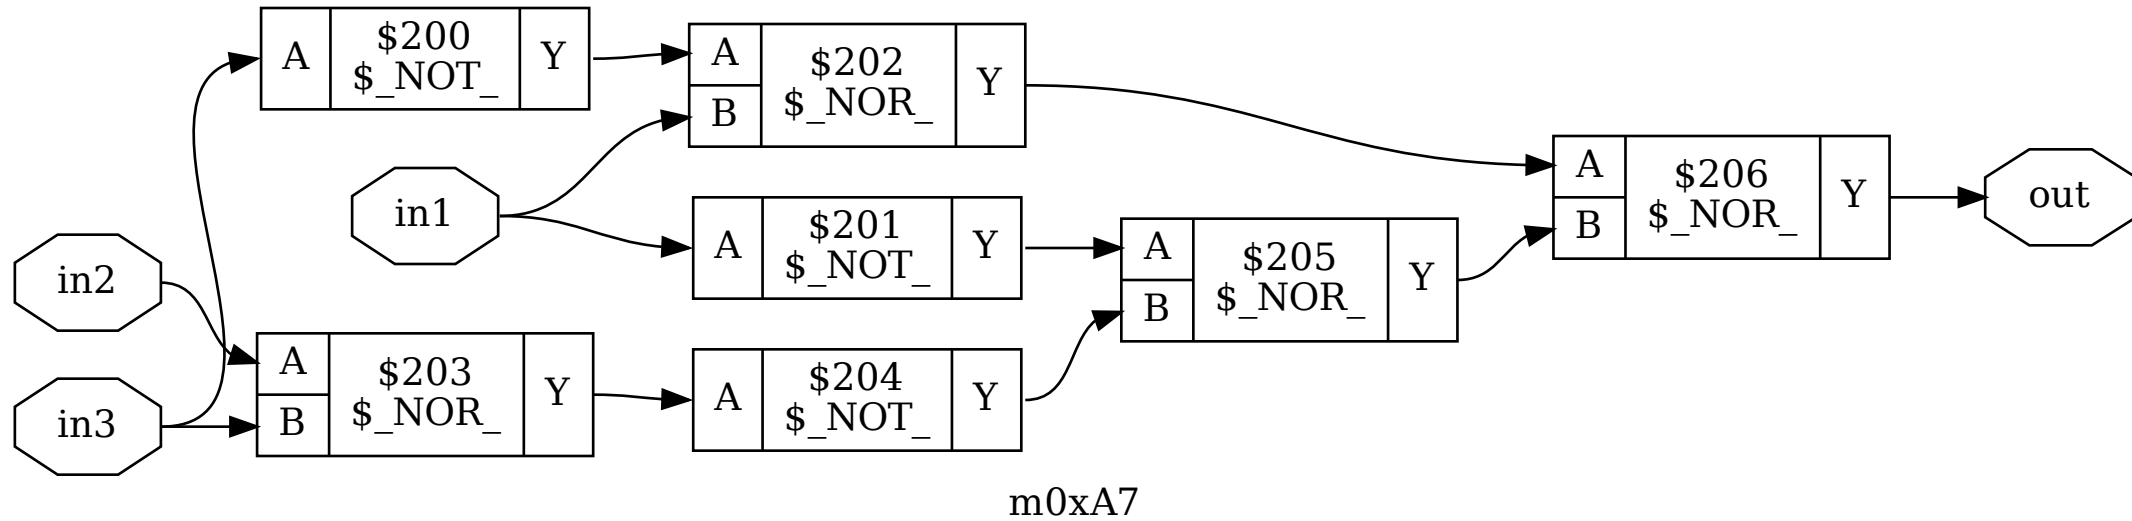 A
$200
$_NOT_
Y
A
B
$202
$_NOR_
Y
in1
A
$201
$_NOT_
Y
A
B
$206
$_NOR_
Y
out
in2
A
B
$205
$_NOR_
Y
in3
A
B
$203
$_NOR_
Y
A
$204
$_NOT_
Y
m0xA7